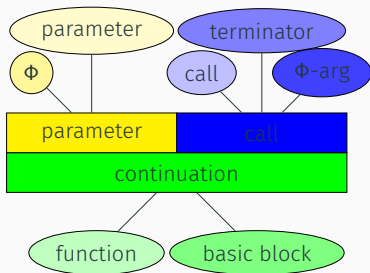 parameter
terminator
Φ
call
Φ-arg
parameter
call
continuation
function
basic block